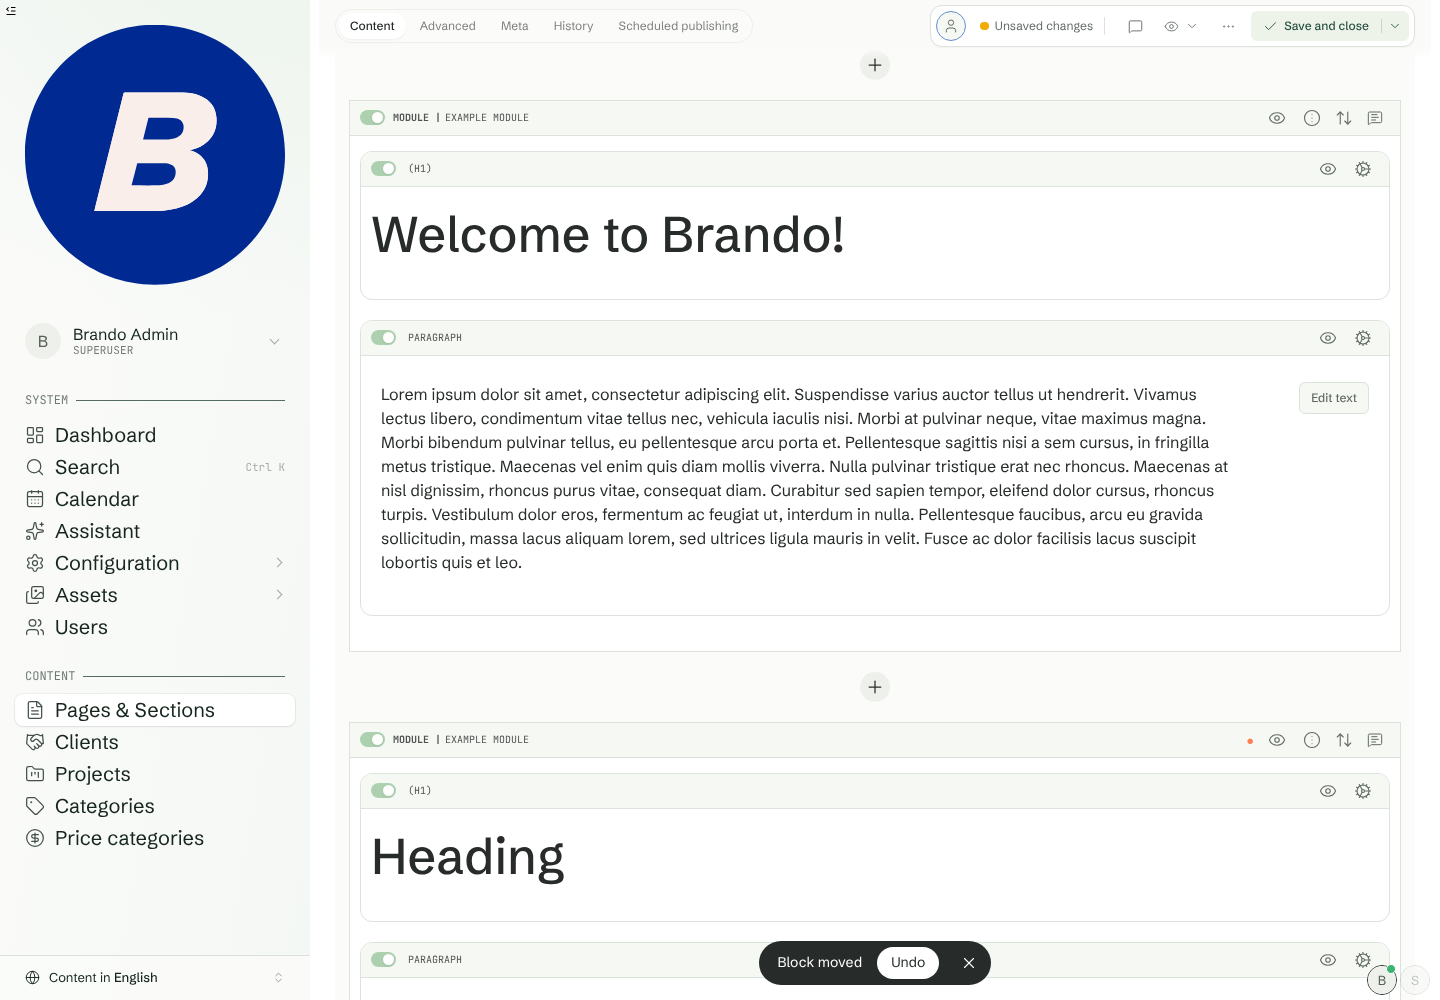 B
B
Brando Admin
SUPERUSER
SYSTEM
Dashboard
Search
Ctrl K
Calendar
Assistant
Configuration
Assets
Users
CONTENT
Pages & Sections
Clients
Projects
Categories
Price categories
Content in English
Content
Advanced
Meta
History
Scheduled publishing
Unsaved changes
Save and close
MODULE | EXAMPLE MODULE
(H1)
Welcome to Brando!
PARAGRAPH
Lorem ipsum dolor sit amet, consectetur adipiscing elit. Suspendisse varius auctor tellus ut hendrerit. Vivamus
lectus libero, condimentum vitae tellus nec, vehicula iaculis nisi. Morbi at pulvinar neque, vitae maximus magna.
Morbi bibendum pulvinar tellus, eu pellentesque arcu porta et. Pellentesque sagittis nisi a sem cursus, in fringilla
metus tristique. Maecenas vel enim quis diam mollis viverra. Nulla pulvinar tristique erat nec rhoncus. Maecenas at
nisl dignissim, rhoncus purus vitae, consequat diam. Curabitur sed sapien tempor, eleifend dolor cursus, rhoncus
turpis. Vestibulum dolor eros, fermentum ac feugiat ut, interdum in nulla. Pellentesque faucibus, arcu eu gravida
sollicitudin, massa lacus aliquam lorem, sed ultrices ligula mauris in velit. Fusce ac dolor facilisis lacus suscipit
lobortis quis et leo.
Edit text
MODULE | EXAMPLE MODULE
(H1)
Heading
PARAGRAPH
Block moved
Undo
B
S